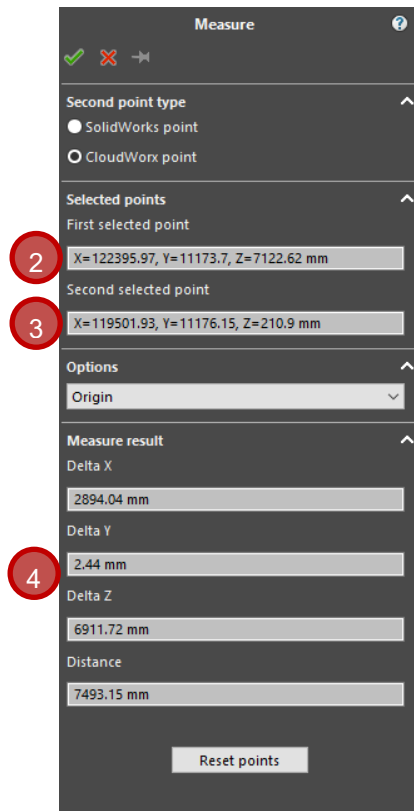 Measure
?
Second point type
SolidWorks point
CloudWorx point
Selected points
First selected point
2
X=122395.97, Y=11173.7, Z=7122.62 mm
Second selected point
3
X=119501.93, Y=11176.15, Z=210.9 mm
Options
Origin
Measure result
Delta X
2894.04 mm
Delta Y
4
2.44 mm
Delta Z
6911.72 mm
Distance
7493.15 mm
Reset points